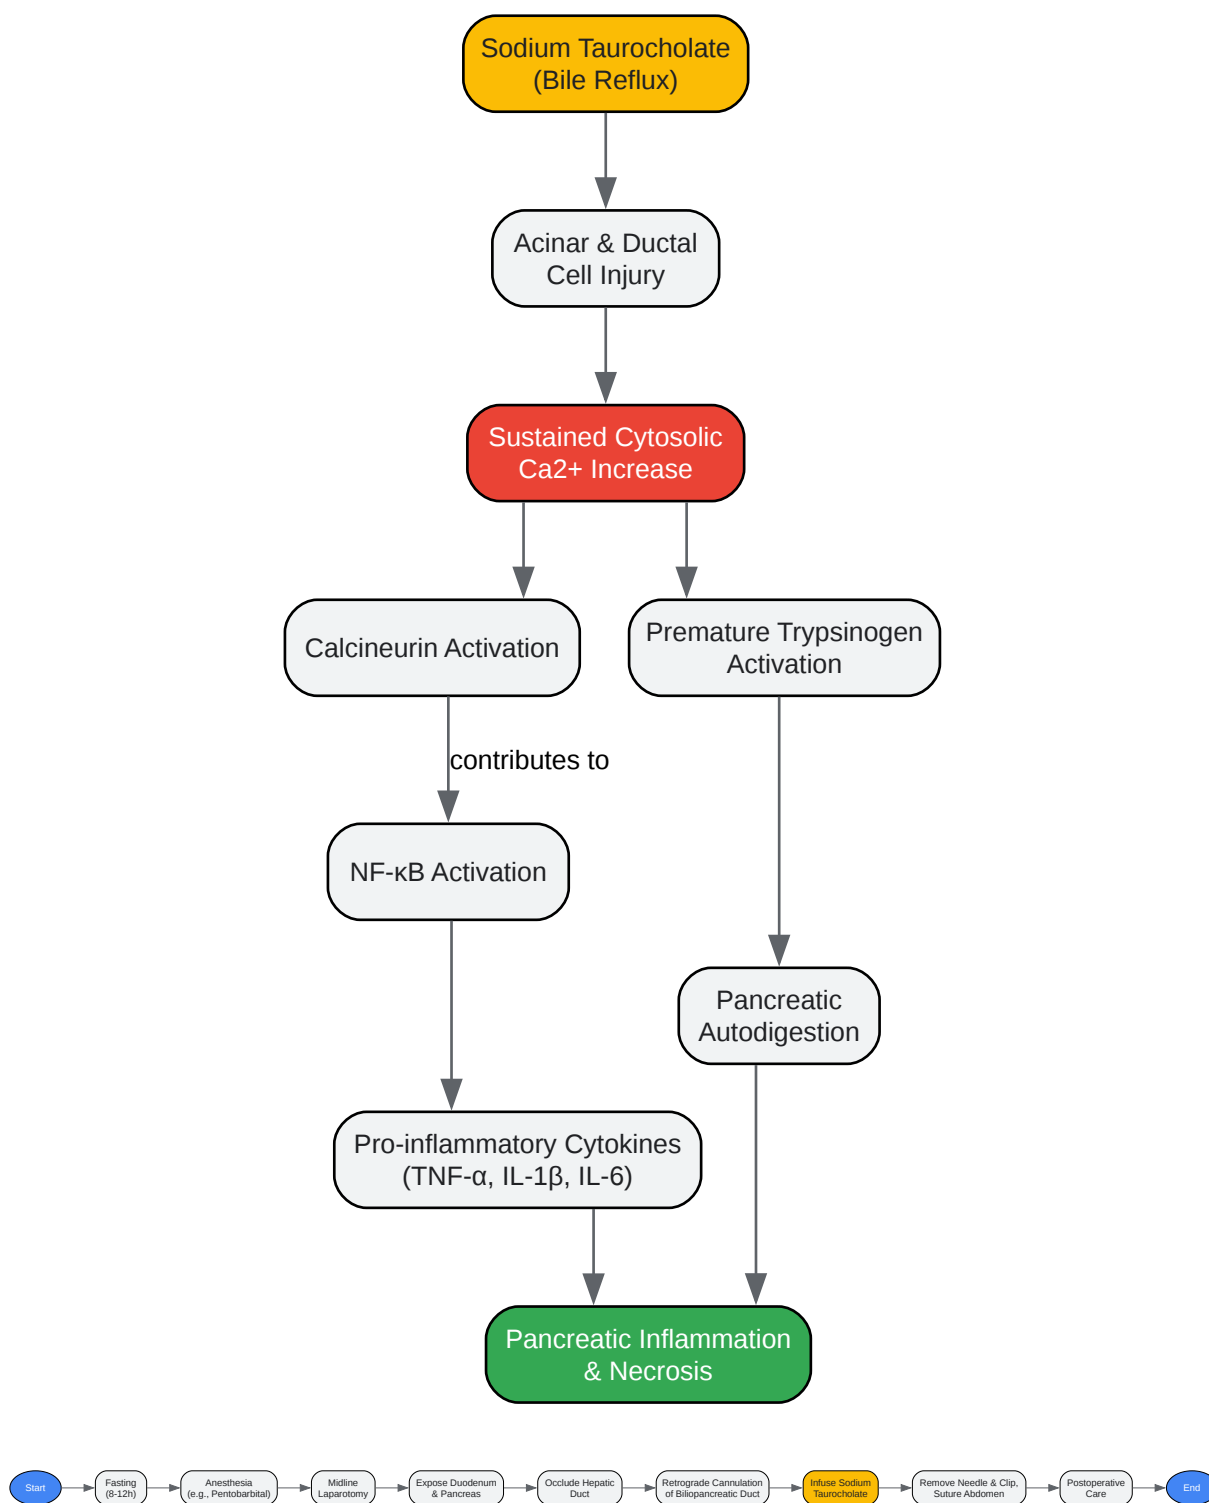 Sodium Taurocholate
(Bile Reflux)
Acinar & Ductal
Cell Injury
Sustained Cytosolic
Ca2+ Increase
Calcineurin Activation
Premature Trypsinogen
Activation
contributes to
NF-κB Activation
Pancreatic
Autodigestion
Pro-inflammatory Cytokines
(TNF-α, IL-1β, IL-6)
Pancreatic Inflammation
& Necrosis
Start
Fasting
(8-12h)
Anesthesia
(e.g., Pentobarbital)
Midline
Laparotomy
Expose Duodenum
& Pancreas
Occlude Hepatic
Duct
Retrograde Cannulation
of Biliopancreatic Duct
Infuse Sodium
Taurocholate
Remove Needle & Clip,
Suture Abdomen
Postoperative
Care
End